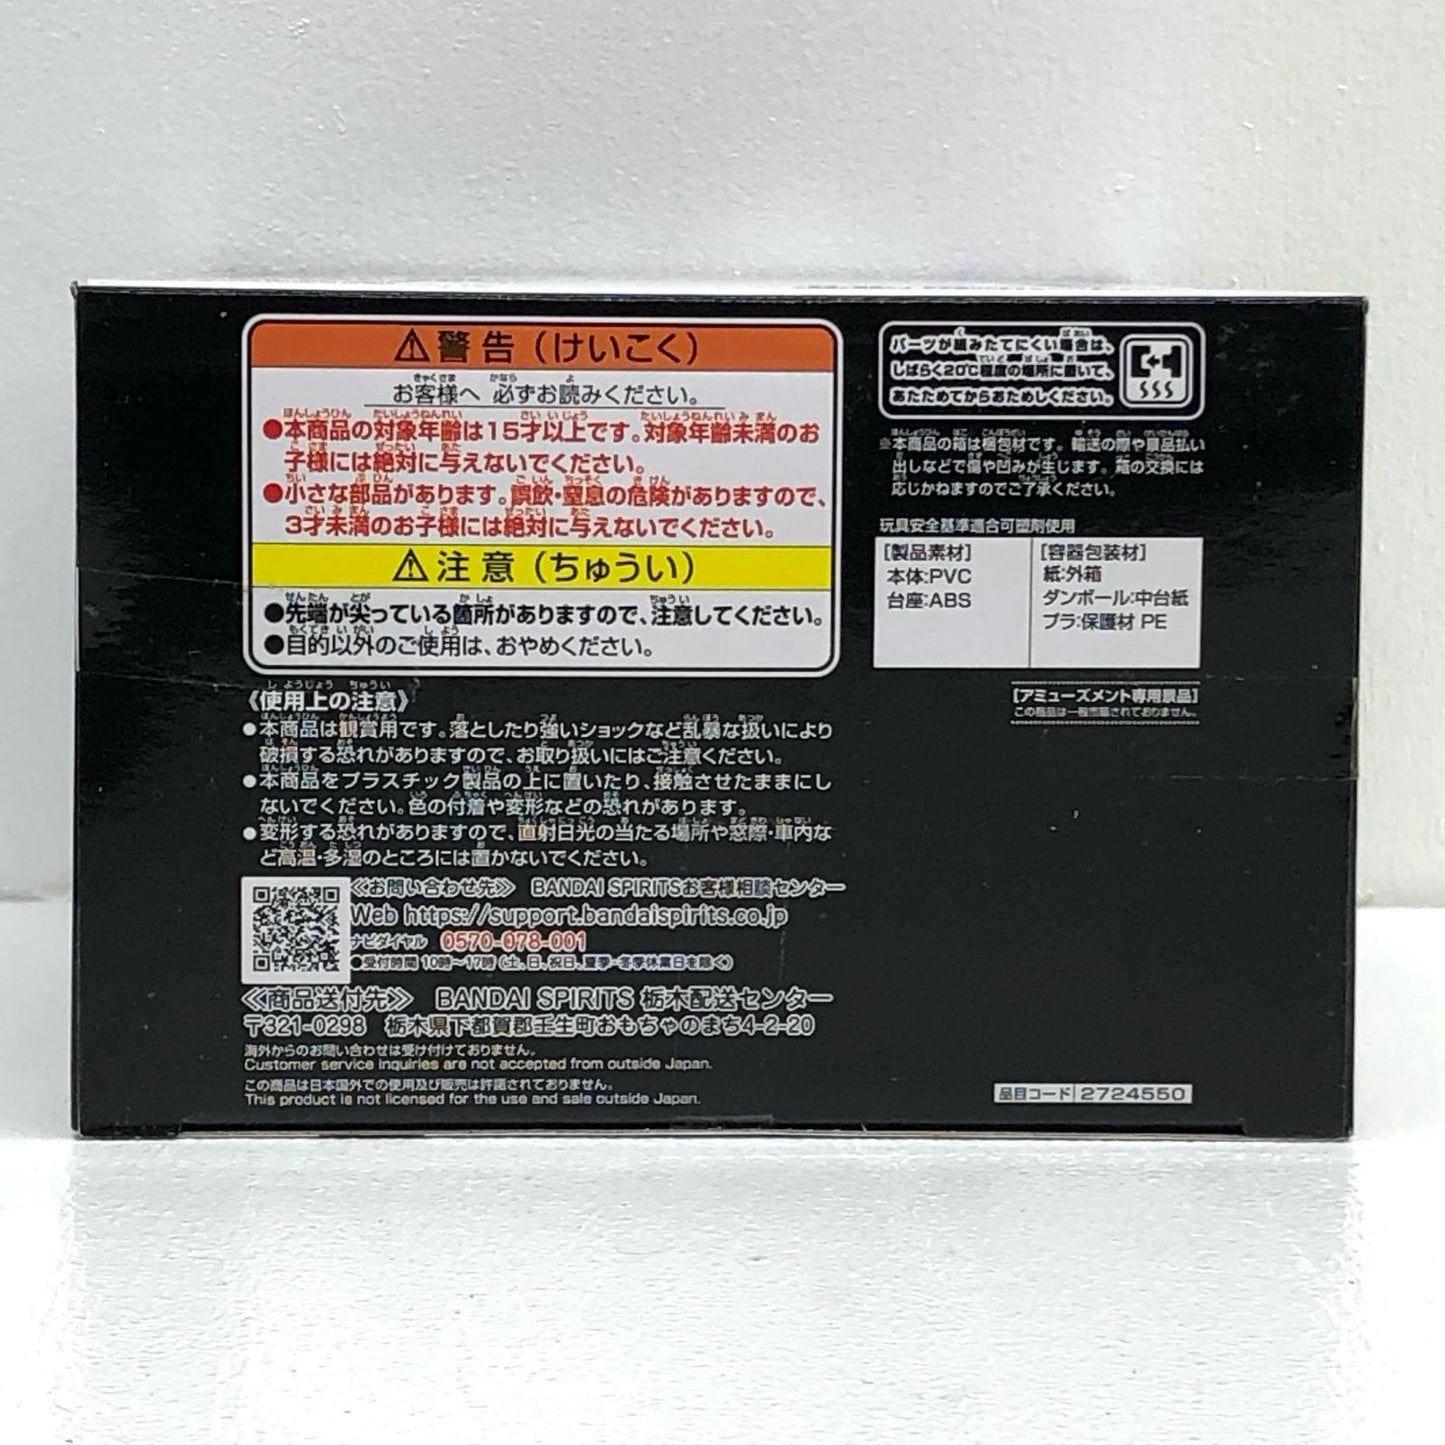 ⚠警告(けいこく)
お客様へ 必ずお読みください。
●本商品の対象年齢は15才以上です。対象年齢未満のお
子様には絶対に与えないでください。
●小さな部品があります。誤飲・窒息の危険がありますので、
3才未満のお子様には絶対に与えないでください。
⚠注意(ちゅうい)
●先端が尖っている箇所がありますので、注意してください。
●目的以外のご使用は、おやめください。
《使用上の注意》
●本商品は観賞用です。落としたり強いショックなど乱暴な扱いにより
破損する恐れがありますので、お取り扱いにはご注意ください。
●本商品をプラスチック製品の上に置いたり、接触させたままにし
ないでください。色の付着や変形などの恐れがあります。
●変形する恐れがありますので、直射日光の当たる場所や窓際・車内な
ど高温・多湿のところには置かないでください。
《お問い合わせ先》 BANDAI SPIRITSお客様相談センター
Web https://support.bandaispirits.co.jp
ナビダイヤル 0570-078-001
●受付時間 10時~17時(土、日、祝日、夏季・冬季休業日を除く)
《商品送付先》 BANDAI SPIRITS 栃木配送センター
〒321-0298 栃木県下都賀郡壬生町おもちゃのまち4-2-20
海外からのお問い合わせは受け付けておりません。
Customer service inquiries are not accepted from outside Japan.
この商品は日本国外での使用及び販売は許諾されておりません。
This product is not licensed for the use and sale outside Japan.
パーツが組みたてにくい場合は、
しばらく20℃程度の場所に置いて、
あたためてからおためしください。
※本商品の箱は梱包材です。輸送の際や景品払い
出しなどで傷や凹みが生じます。箱の交換には
応じかねますのでご了承ください。
玩具安全基準適合可塑剤使用
[製品素材]
本体:PVC
台座:ABS
[容器包装材]
紙:外箱
ダンボール:中台紙
プラ:保護材 PE
[アミューズメント専用景品]
この商品は一般市販されておりません。
品目コード 2724550